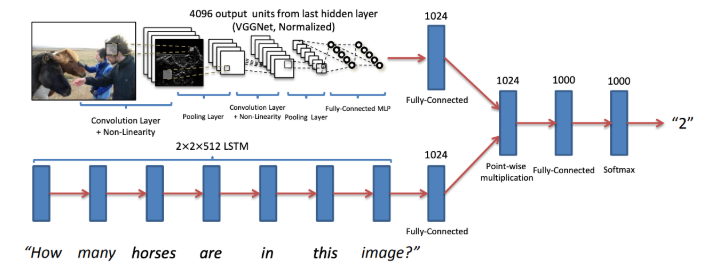 4096 output units from last hidden layer
(VGGNet, Normalized)
1024
Convolution Layer
+ Non-Linearity
Pooling Layer
Convolution Layer
+ Non-Linearity
Pooling Layer
Fully-Connected MLP
Fully-Connected
1024
1000
1000
"2"
2×2×512 LSTM
1024
Point-wise
multiplication
Fully-Connected
Softmax
Fully-Connected
"How many horses are in this image?"